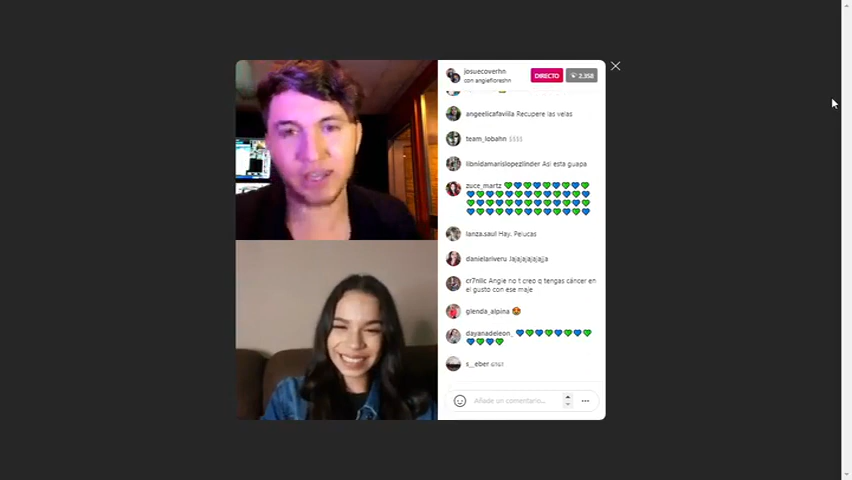 josuecoverhn
con angiefloreshn
DIRECTO
2,358
angeelicafavilla Recupere las velas
team_lobahn $$$$
libnidamarislopezlinder Así esta guapa
zuce_martz
lanza.saul Hay. Pelucas
danielariveru Jajajajajajja
cr7nlic Angie no t creo q tengas cáncer en
el gusto con ese maje
glenda_alpina
dayanadeleon_
s__eber
Añade un comentario...